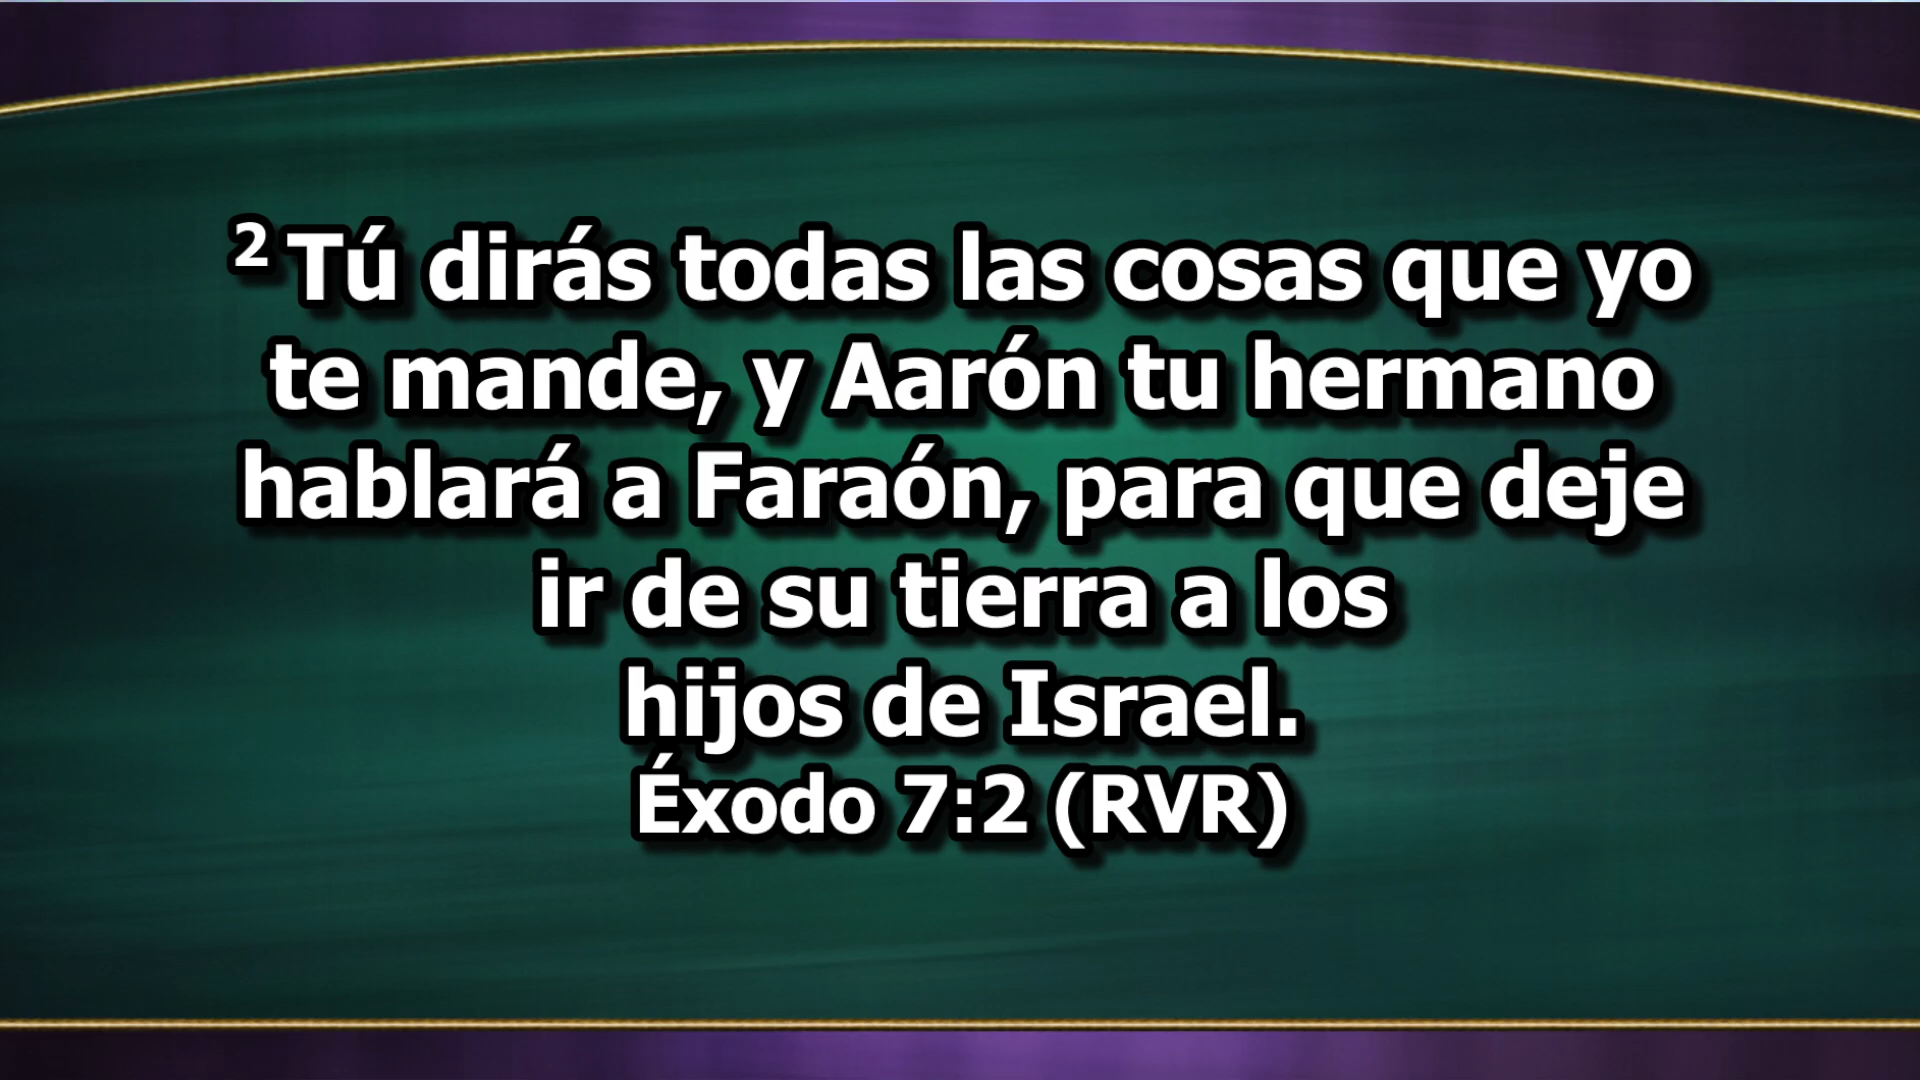 ² Tú dirás todas las cosas que yo
te mande, y Aarón tu hermano
hablará a Faraón, para que deje
ir de su tierra a los
hijos de Israel.
Éxodo 7:2 (RVR)